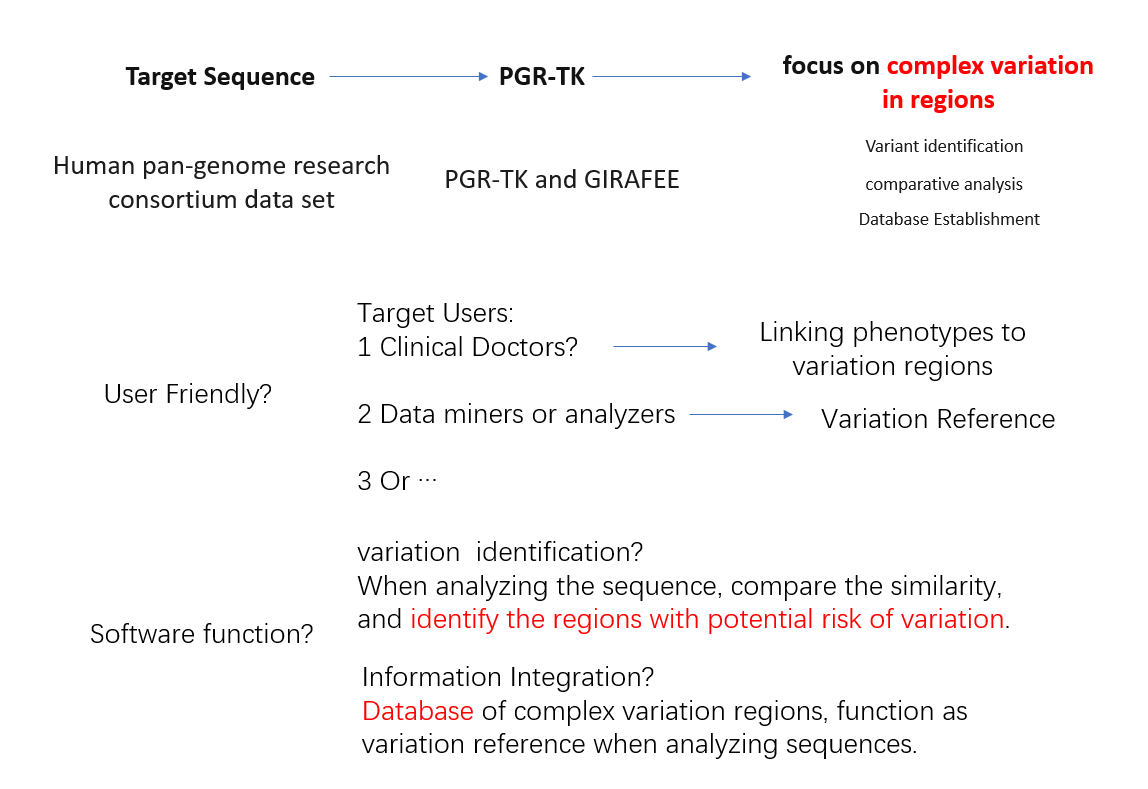 Target Sequence
PGR-TK
focus on complex variation
in regions
Human pan-genome research
consortium data set
PGR-TK and GIRAFEE
Variant identification
comparative analysis
Database Establishment
User Friendly?
Target Users:
1 Clinical Doctors?
Linking phenotypes to
variation regions
2 Data miners or analyzers
Variation Reference
3 Or ···
Software function?
variation  identification?
When analyzing the sequence, compare the similarity,
and identify the regions with potential risk of variation.
Information Integration?
Database of complex variation regions, function as
variation reference when analyzing sequences.